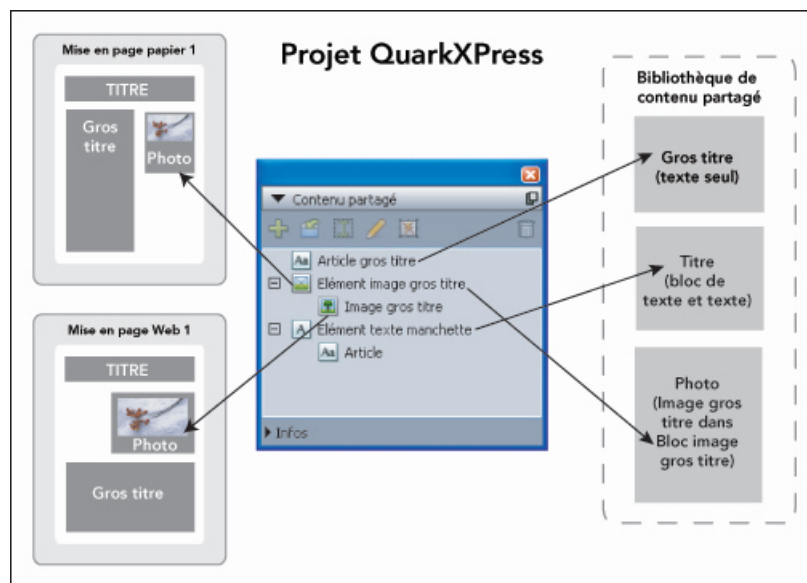 Projet QuarkXPress
Mise en page papier 1
TITRE
Gros
titre
Photo
Mise en page Web 1
TITRE
Photo
Gros titre
Contenu partagé
Aa Article gros titre
Elément image gros titre
Image gros titre
A Elément texte manchette
Aa Article
Infos
Bibliothèque de
contenu partagé
Gros titre
(texte seul)
Titre
(bloc de
texte et texte)
Photo
(Image gros
titre dans
Bloc image
gros titre)